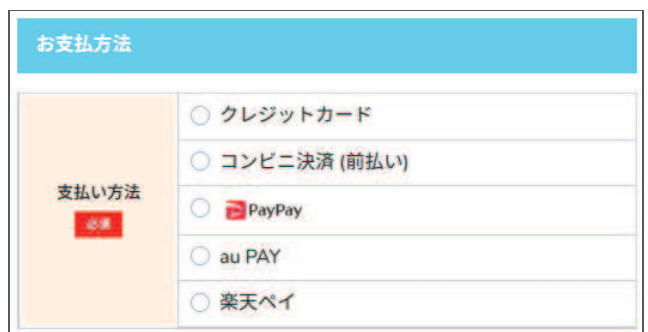 お支払方法
クレジットカード
コンビニ決済 (前払い)
支払い方法
必須
PayPay
au PAY
楽天ペイ